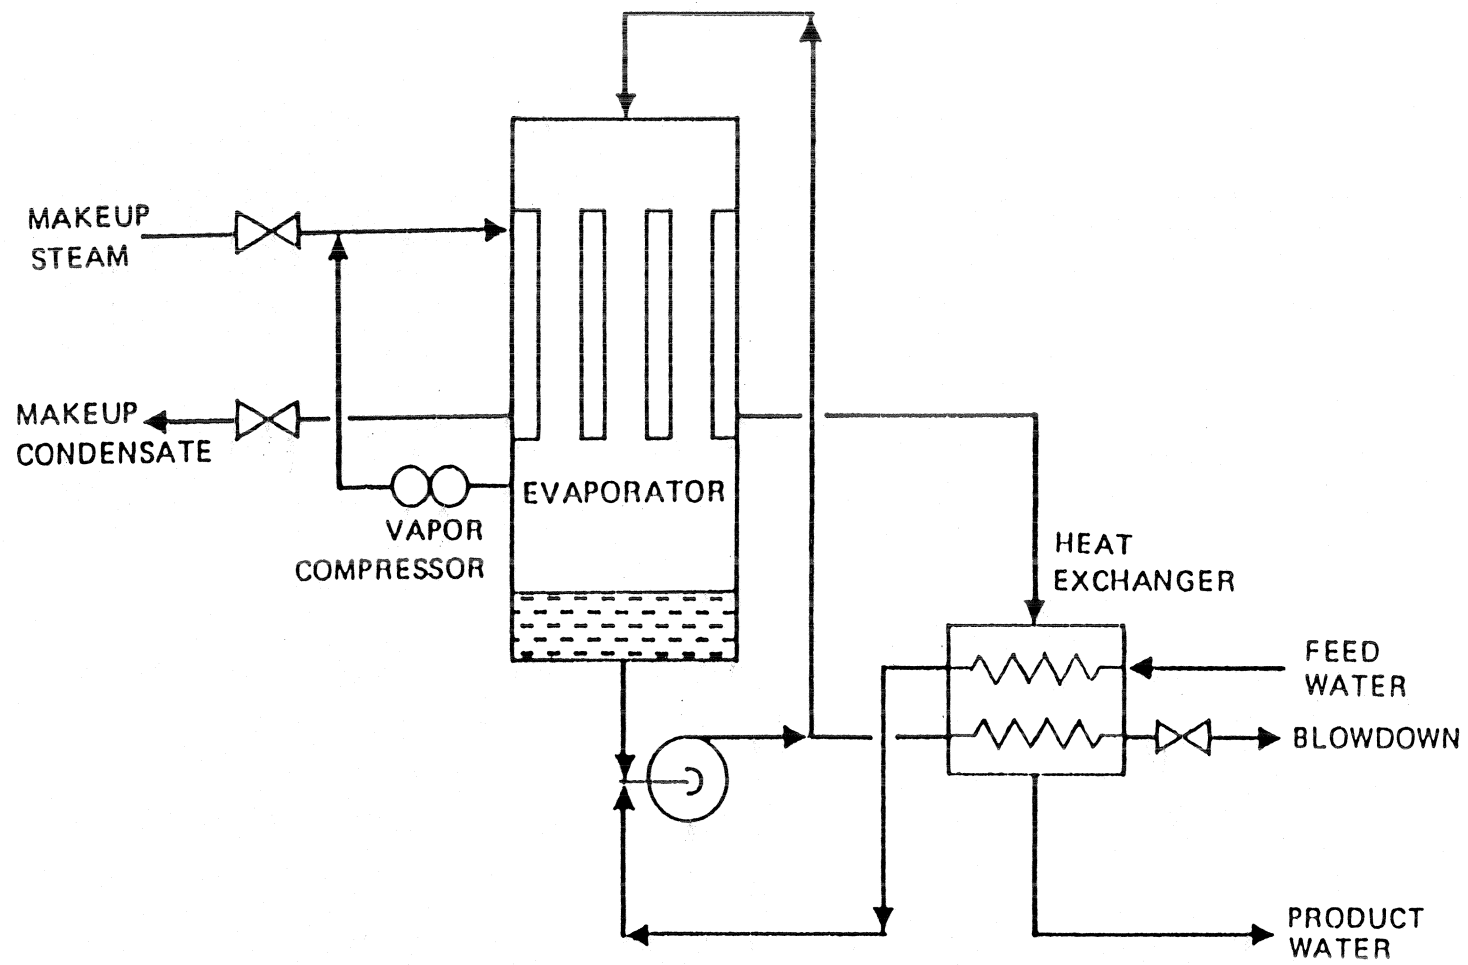 MAKEUP
STEAM
MAKEUP
CONDENSATE
EVAPORATOR
VAPOR
COMPRESSOR
HEAT
EXCHANGER
FEED
WATER
BLOWDOWN
PRODUCT
WATER